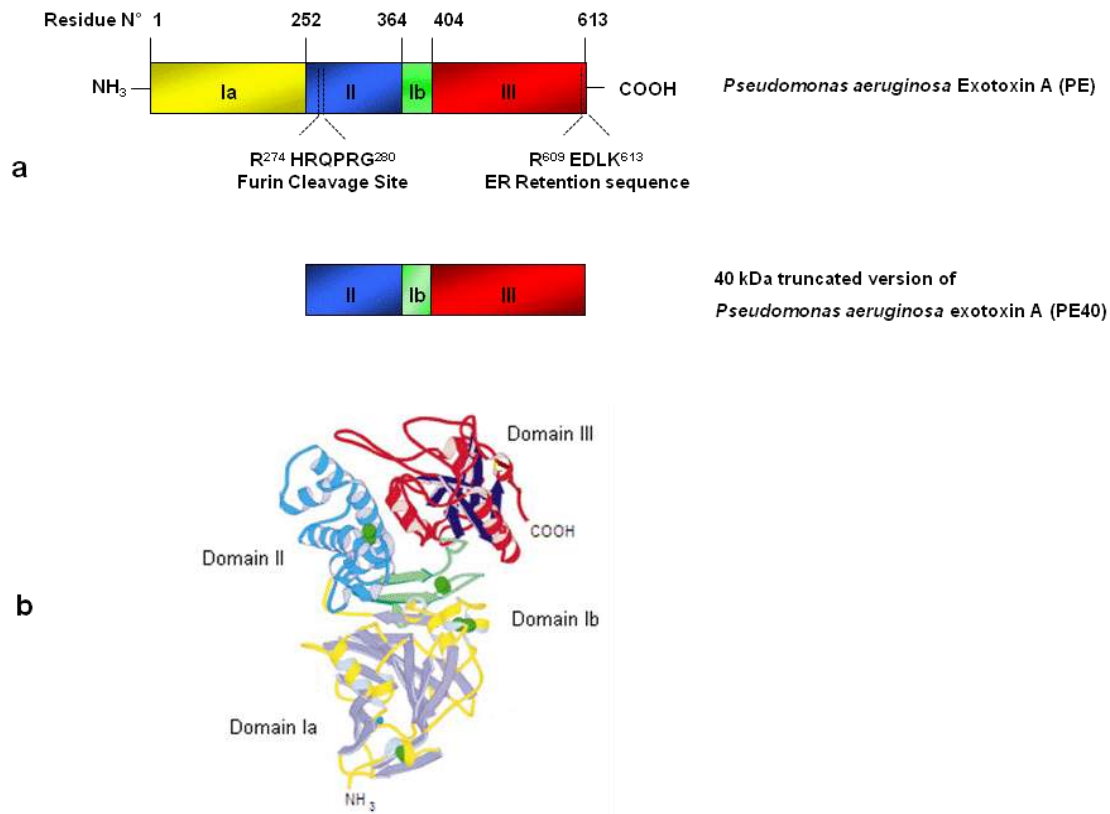 Residue N° 1 252 364 404 613
NH₃ Ia II Ib III COOH
Pseudomonas aeruginosa Exotoxin A (PE)
R²⁷⁴ HRQPRG²⁸⁰
Furin Cleavage Site
R⁶⁰⁹ EDLK⁶¹³
ER Retention sequence
a
II Ib III
40 kDa truncated version of
Pseudomonas aeruginosa exotoxin A (PE40)
Domain III
COOH
Domain II
b
Domain Ib
Domain Ia
NH₃